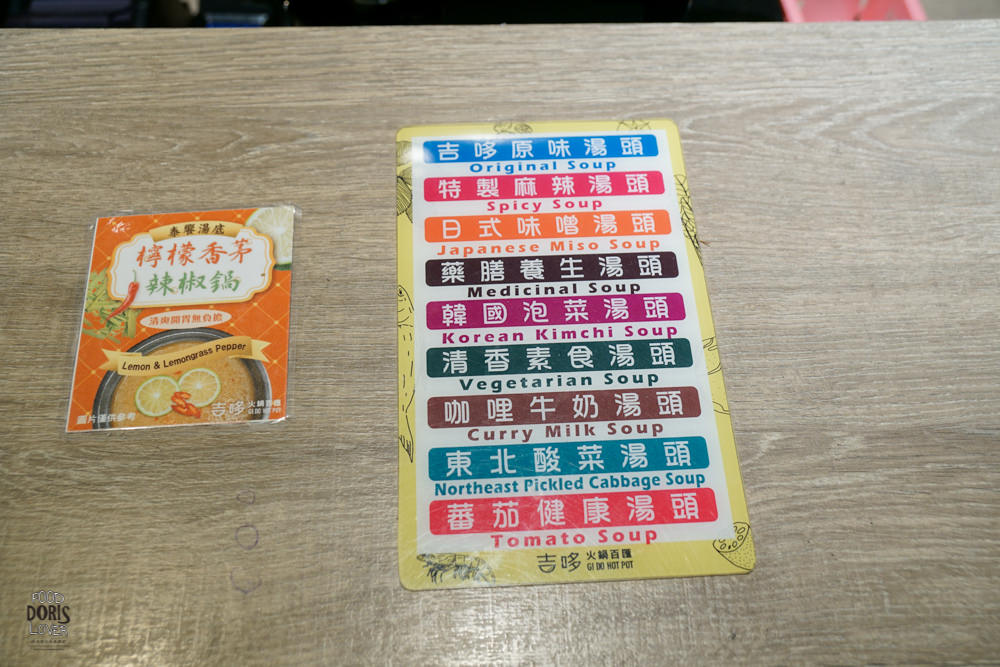 泰饗湯底
檸檬香茅
辣椒鍋
清爽開胃無負擔
Lemon & Lemongrass Pepper
吉哆 火鍋百匯
GI DO HOT POT
圖片僅供參考
吉哆原味湯頭
Original Soup
特製麻辣湯頭
Spicy Soup
日式味噌湯頭
Japanese Miso Soup
藥膳養生湯頭
Medicinal Soup
韓國泡菜湯頭
Korean Kimchi Soup
清香素食湯頭
Vegetarian Soup
咖哩牛奶湯頭
Curry Milk Soup
東北酸菜湯頭
Northeast Pickled Cabbage Soup
蕃茄健康湯頭
Tomato Soup
吉哆 火鍋百匯
GI DO HOT POT
FOOD
DORIS
LOVER